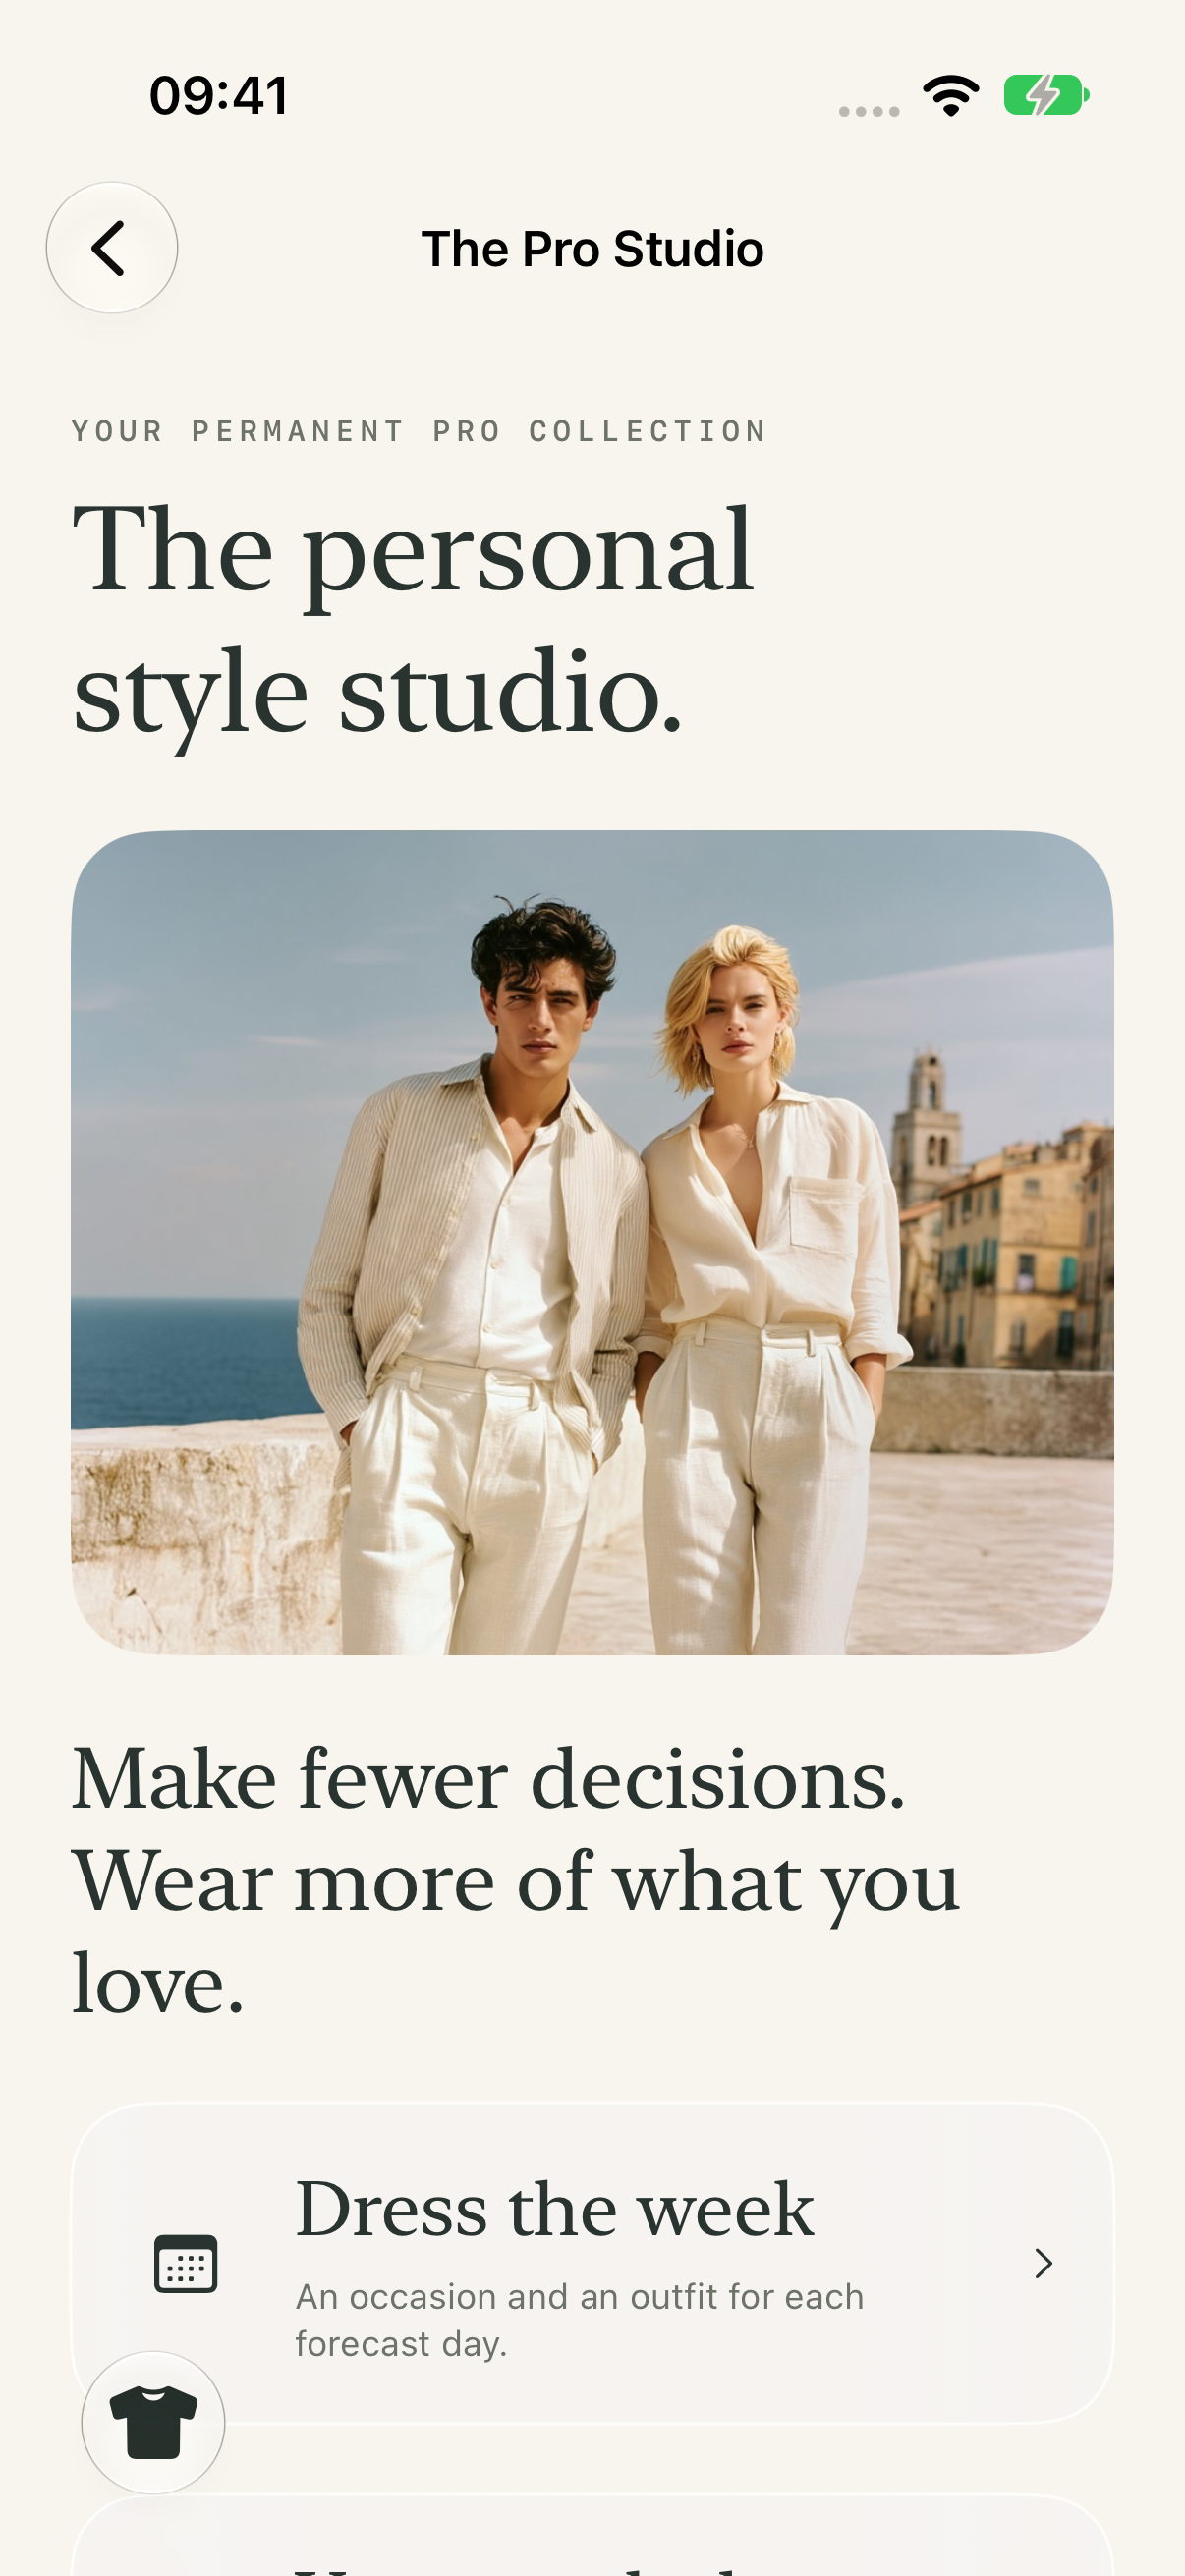 09:41
The Pro Studio
YOUR PERMANENT PRO COLLECTION
The personal
style studio.
Make fewer decisions.
Wear more of what you
love.
Dress the week
An occasion and an outfit for each
forecast day.